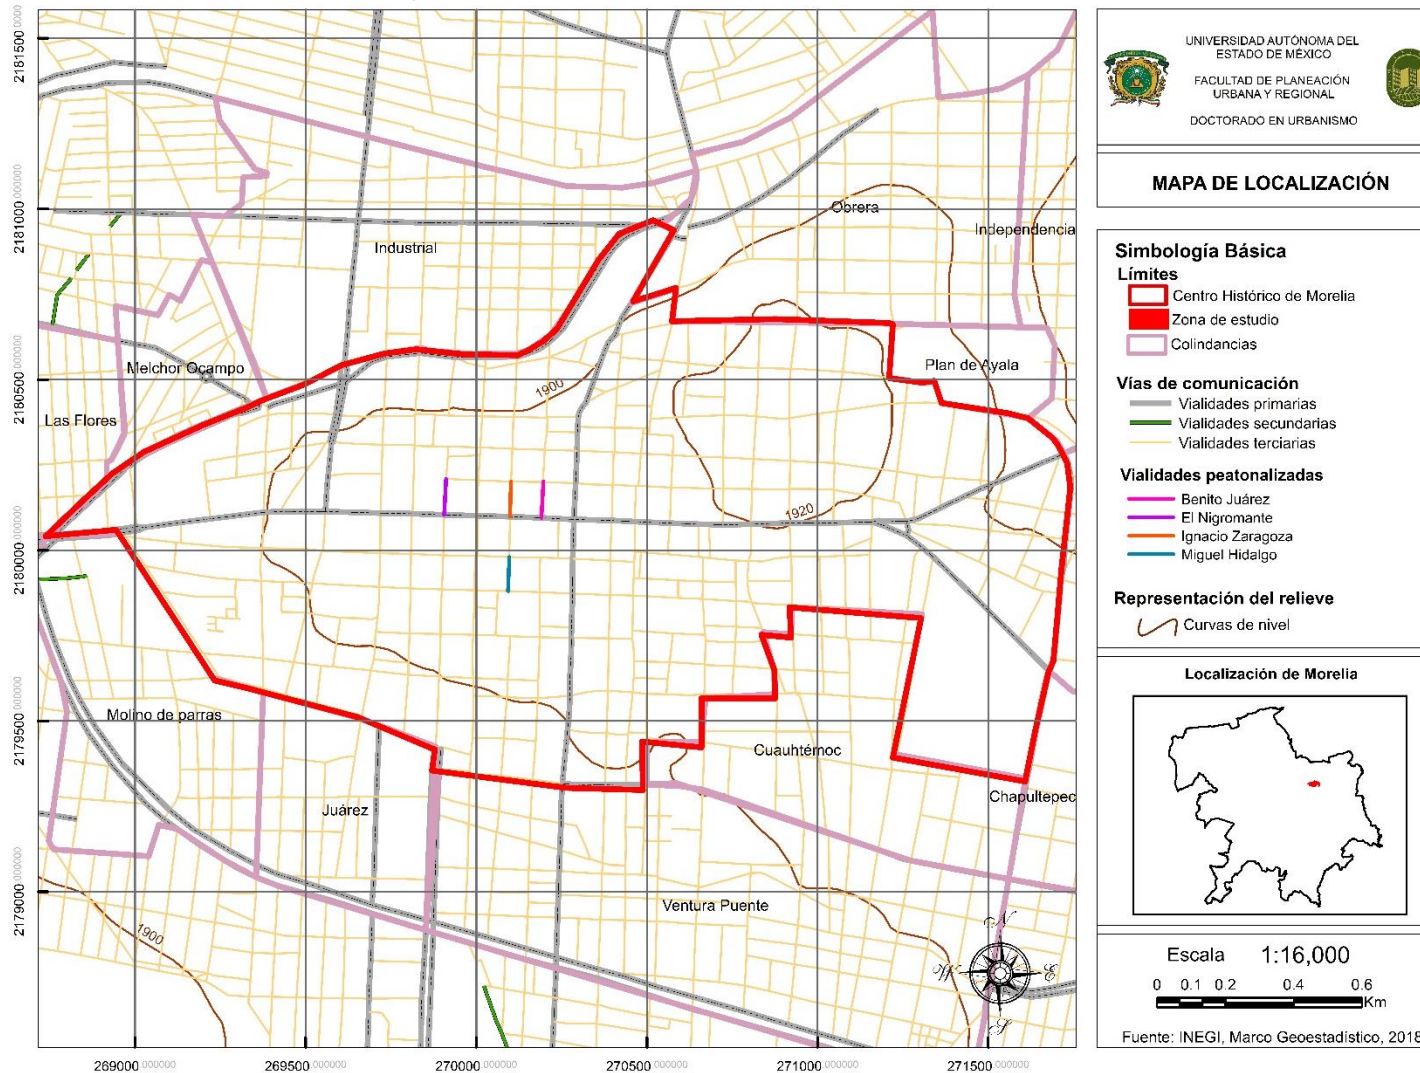 2181500.000000
2181000.000000
2180500.000000
2180000.000000
2179500.000000
2179000.000000
Obrera
Independencia
Industrial
Melchor Ocampo
Plan de Ayala
1900
Las Flores
1920
Molino de parras
Cuauhtémoc
Chapultepec
Juárez
Ventura Puente
1900
N
W
E
S
269000.000000
269500.000000
270000.000000
270500.000000
271000.000000
271500.000000
UNIVERSIDAD AUTÓNOMA DEL
ESTADO DE MÉXICO
FACULTAD DE PLANEACIÓN
URBANA Y REGIONAL
DOCTORADO EN URBANISMO
MAPA DE LOCALIZACIÓN
Simbología Básica
Límites
Centro Histórico de Morelia
Zona de estudio
Colindancias
Vías de comunicación
Vialidades primarias
Vialidades secundarias
Vialidades terciarias
Vialidades peatonalizadas
Benito Juárez
El Nigromante
Ignacio Zaragoza
Miguel Hidalgo
Representación del relieve
Curvas de nivel
Localización de Morelia
Escala 1:16,000
0 0.1 0.2 0.4 0.6
Km
Fuente: INEGI, Marco Geoestadístico, 2018